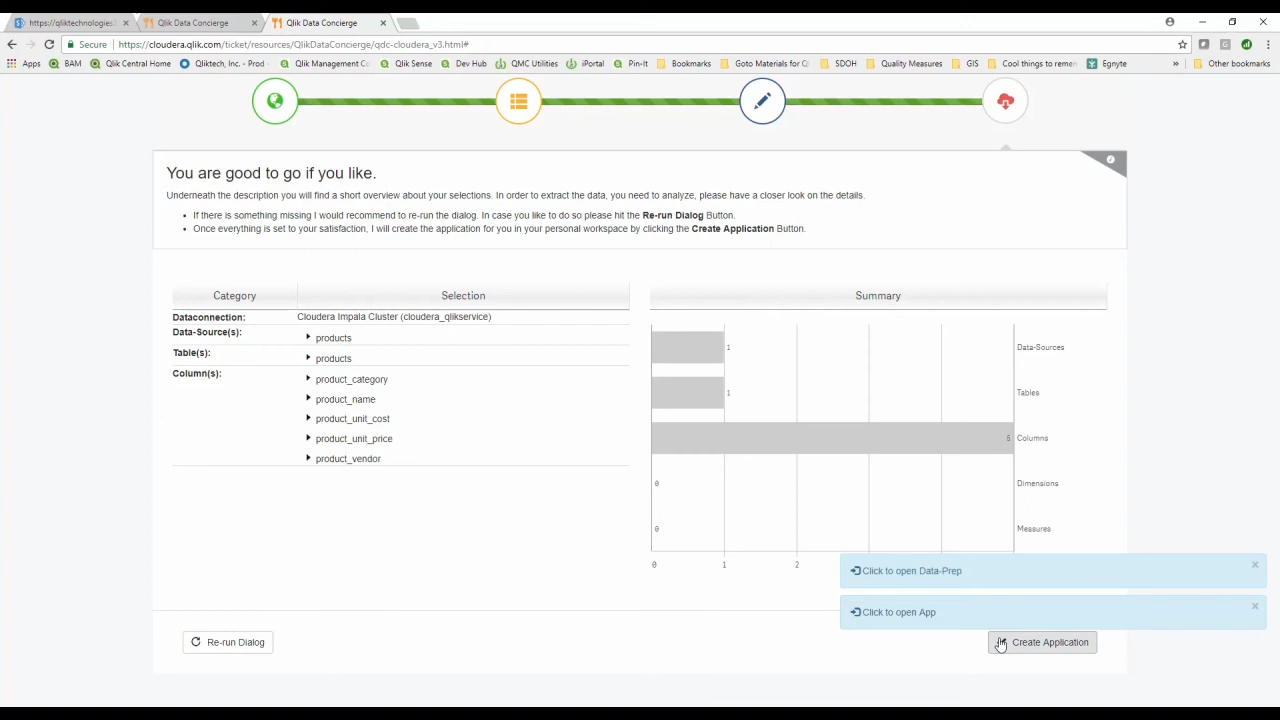 https://qliktechnologies3
Qlik Data Concierge
Qlik Data Concierge
Secure
https://cloudera.qlik.com/ticket/resources/QlikDataConcierge/qdc-cloudera_v3.html#
Apps
BAM
Qlik Central Home
Qliktech, Inc. - Prep
Qlik Management Co
Qlik Sense
Dev Hub
QMC Utilities
iPortal
Pin-It
Bookmarks
Goto Materials for Q
SDOH
Quality Measures
GIS
Cool things to remem
Egnyte
»
Other bookmarks
You are good to go if you like.
Underneath the description you will find a short overview about your selections. In order to extract the data, you need to analyze, please have a closer look on the details.
• If there is something missing I would recommend to re-run the dialog. In case you like to do so please hit the Re-run Dialog Button.
• Once everything is set to your satisfaction, I will create the application for you in your personal workspace by clicking the Create Application Button.
Category
Selection
Dataconnection:
Cloudera Impala Cluster (cloudera_qlikservice)
Data-Source(s):
products
Table(s):
products
Column(s):
product_category
product_name
product_unit_cost
product_unit_price
product_vendor
Summary
1
Data-Sources
1
Tables
5
Columns
0
Dimensions
0
Measures
0
1
2
Click to open Data-Prep
×
Click to open App
×
Re-run Dialog
Create Application